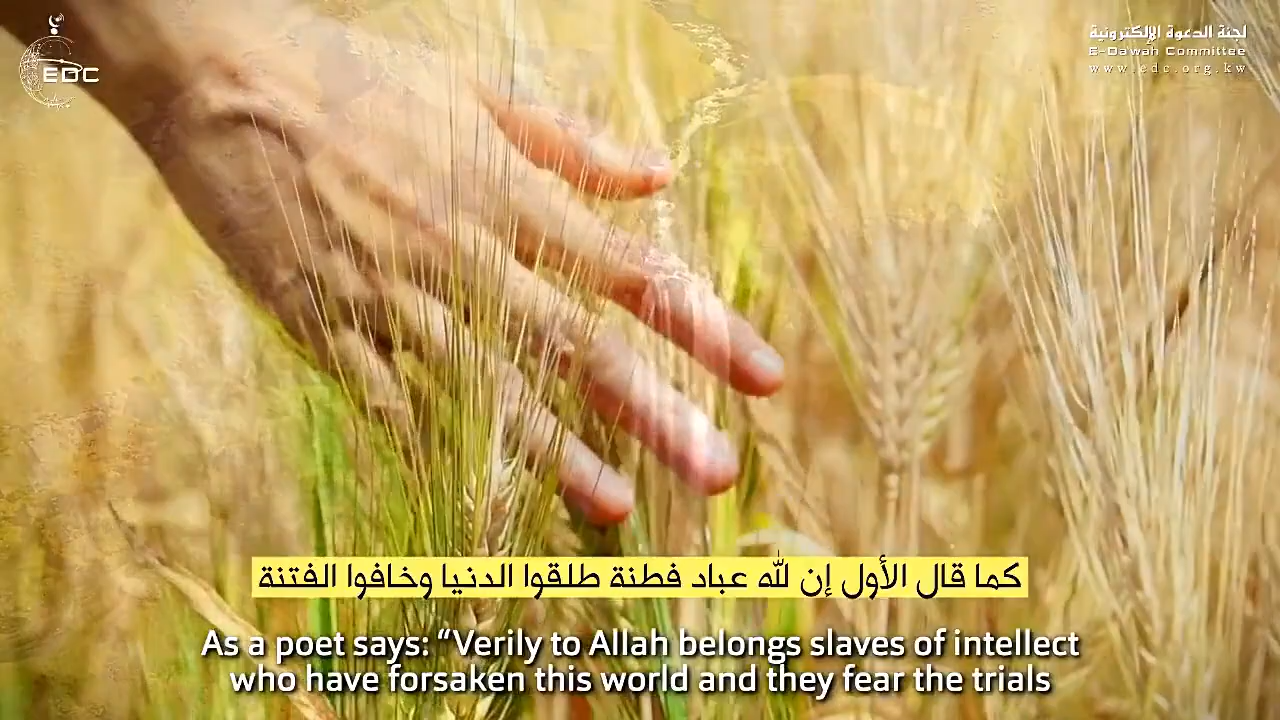 EDC
لجنة الدعوة الإلكترونية
E-Da'wah Committee
www.edc.org.kw
كما قال الأول إن لله عباد فطنة طلقوا الدنيا وخافوا الفتنة
As a poet says: “Verily to Allah belongs slaves of intellect
who have forsaken this world and they fear the trials